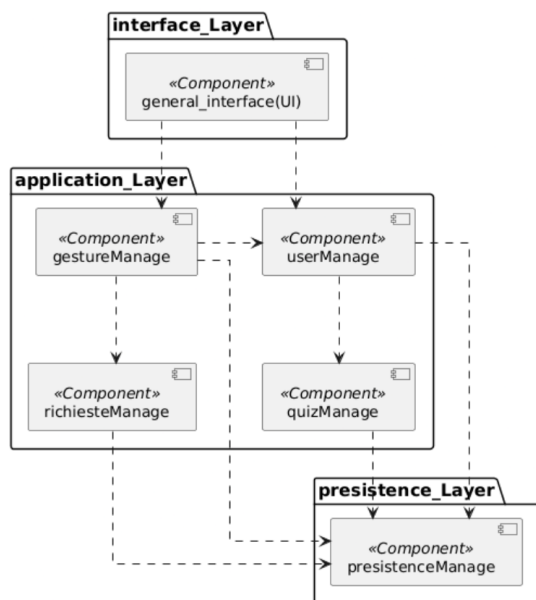 interface_Layer
«Component»
general_interface(UI)
application_Layer
«Component»
gestureManage
«Component»
userManage
«Component»
richiesteManage
«Component»
quizManage
presistence_Layer
«Component»
presistenceManage